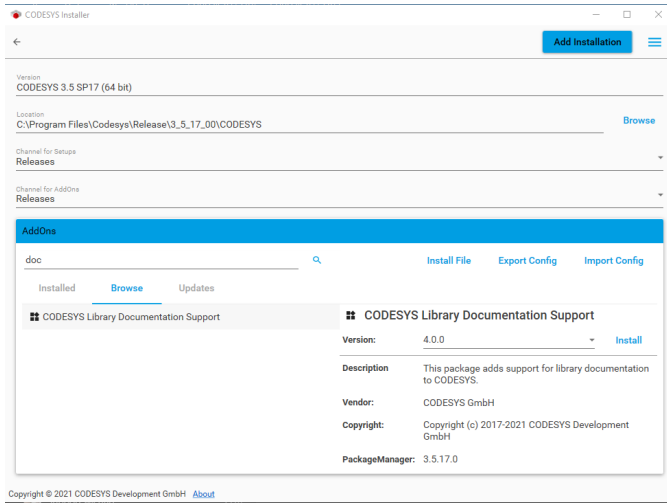 CODESYS Installer
Add Installation
Version
CODESYS 3.5 SP17 (64 bit)
Location
C:\Program Files\Codesys\Release\3_5_17_00\CODESYS
Browse
Channel for Setups
Releases
Channel for AddOns
Releases
AddOns
doc
Install File Export Config Import Config
Installed Browse Updates
CODESYS Library Documentation Support
CODESYS Library Documentation Support
Version: 4.0.0 Install
Description This package adds support for library documentation
to CODESYS.
Vendor: CODESYS GmbH
Copyright: Copyright (c) 2017-2021 CODESYS Development
GmbH
PackageManager: 3.5.17.0
Copyright © 2021 CODESYS Development GmbH About